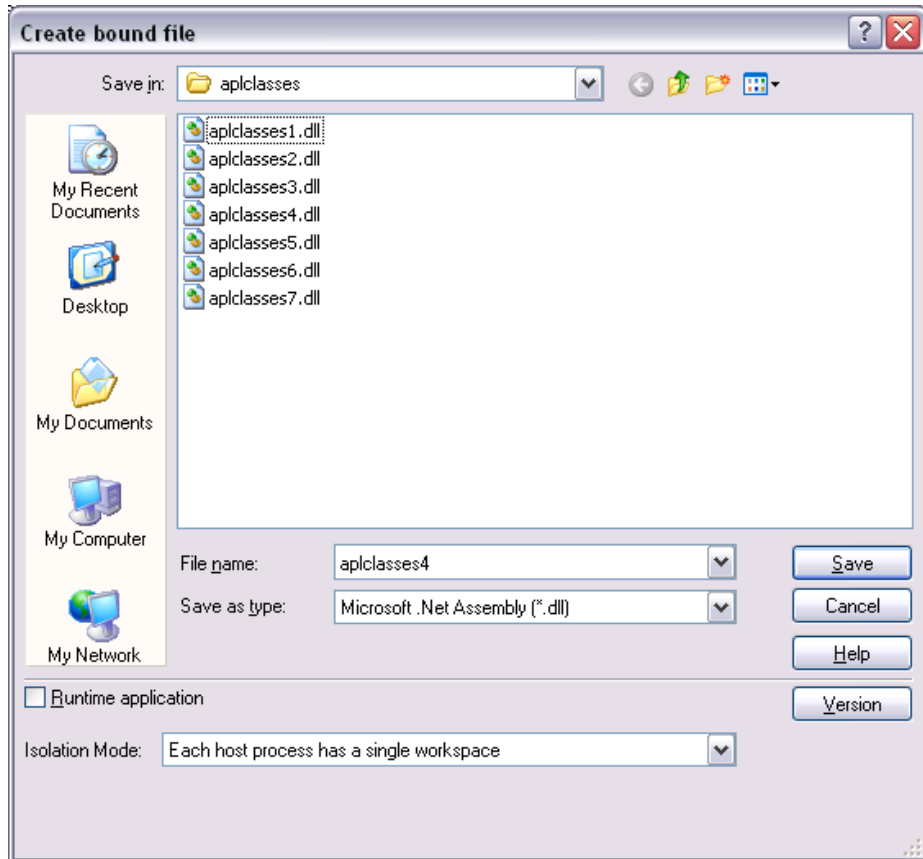 Create bound file
Save in:
aplclasses
aplclasses1.dll
aplclasses2.dll
aplclasses3.dll
aplclasses4.dll
aplclasses5.dll
aplclasses6.dll
aplclasses7.dll
My Recent
Documents
Desktop
My Documents
My Computer
My Network
File name:
aplclasses4
Save
Save as type:
Microsoft .Net Assembly (*.dll)
Cancel
Help
Runtime application
Version
Isolation Mode:
Each host process has a single workspace